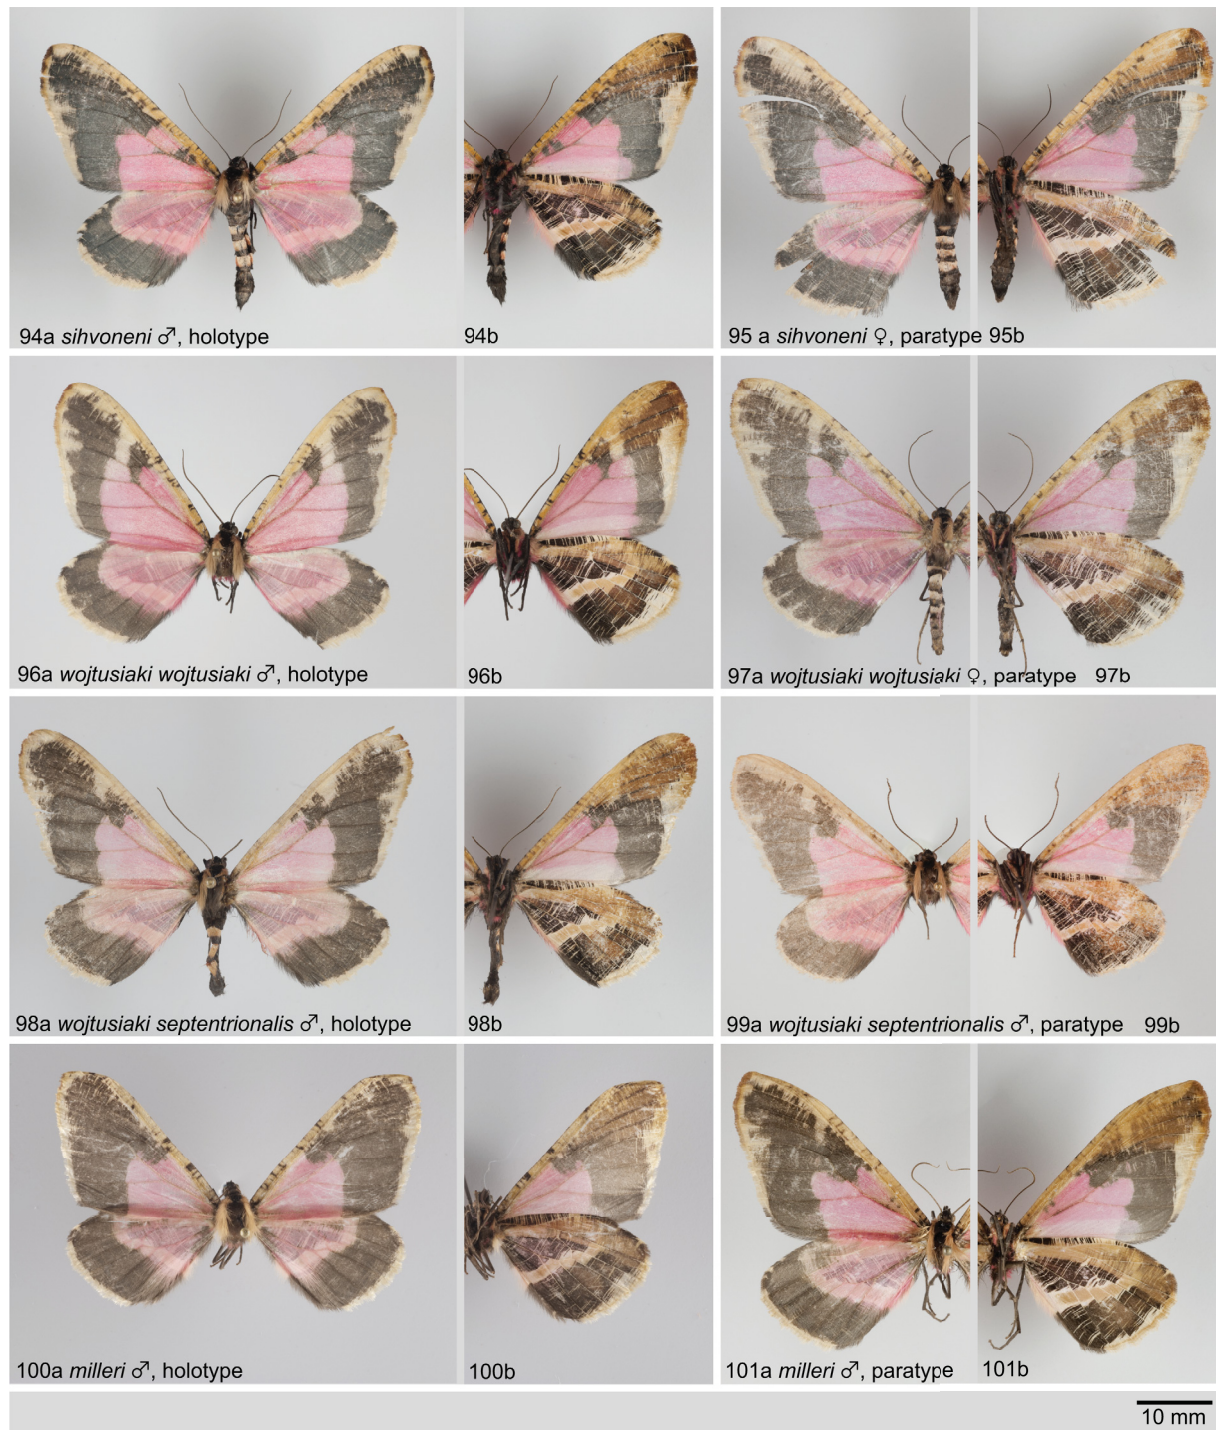 94a sihvoneni ♂, holotype 94b
95 a sihvoneni ♀, paratype 95b
96a wojtusiaki wojtusiaki ♂, holotype 96b
97a wojtusiaki wojtusiaki ♀, paratype 97b
98a wojtusiaki septentrionalis ♂, holotype 98b
99a wojtusiaki septentrionalis ♂, paratype 99b
100a milleri ♂, holotype 100b
101a milleri ♂, paratype 101b
10 mm